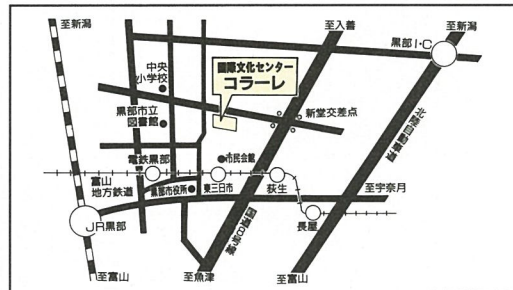 至新潟
至入善
至新潟
黒部I・C
中央
小学校
国際文化センター
コラーレ
黒部市立
図書館
新堂交差点
北陸自動車道
電鉄黒部
市民会館
富山
地方鉄道
黒部市役所
東三日市
荻生
至宇奈月
長屋
国道8号線
JR黒部
至富山
至魚津
至富山